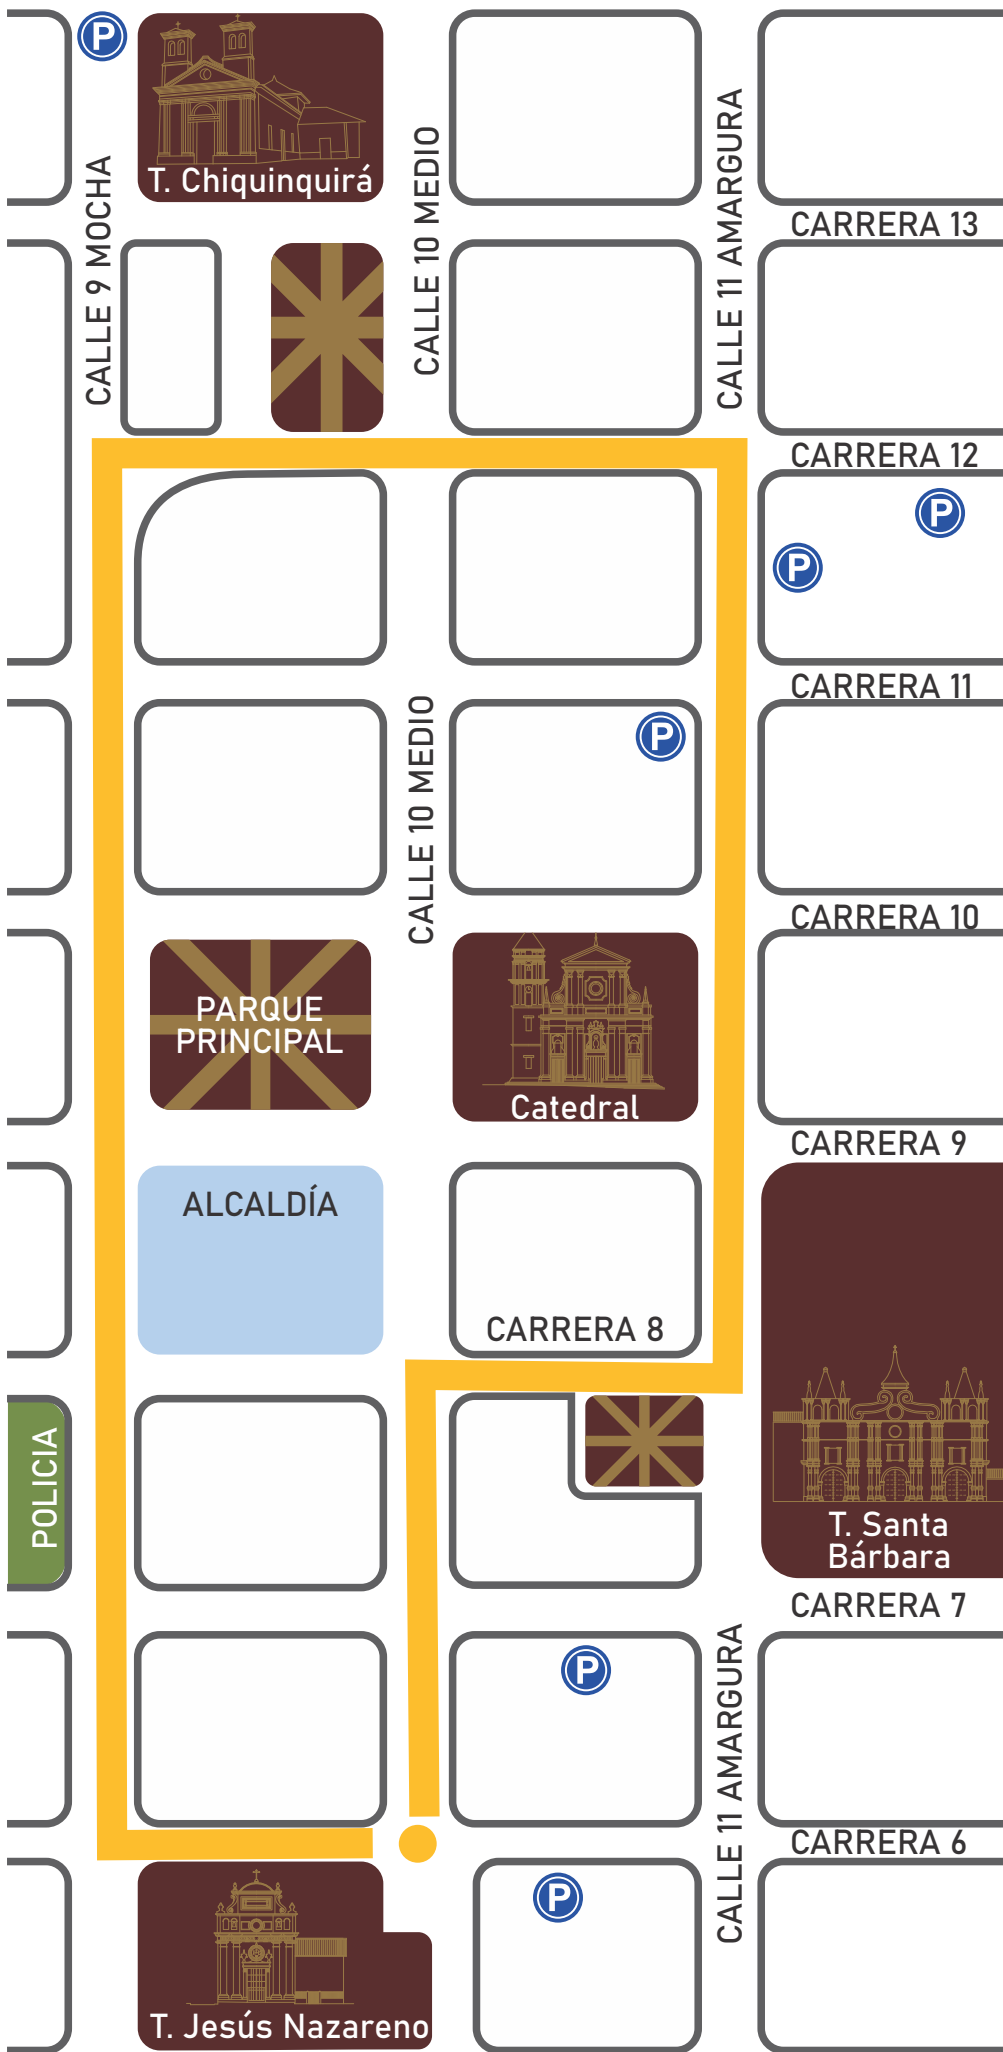 P
T. Chiquinquirá
CALLE 9 MOCHA
CALLE 10 MEDIO
CALLE 11 AMARGURA
CARRERA 13
CARRERA 12
P
P
CARRERA 11
P
CALLE 10 MEDIO
CARRERA 10
PARQUE
PRINCIPAL
Catedral
CARRERA 9
ALCALDÍA
CARRERA 8
POLICIA
T. Santa
Bárbara
CARRERA 7
P
CALLE 11 AMARGURA
CARRERA 6
P
T. Jesús Nazareno